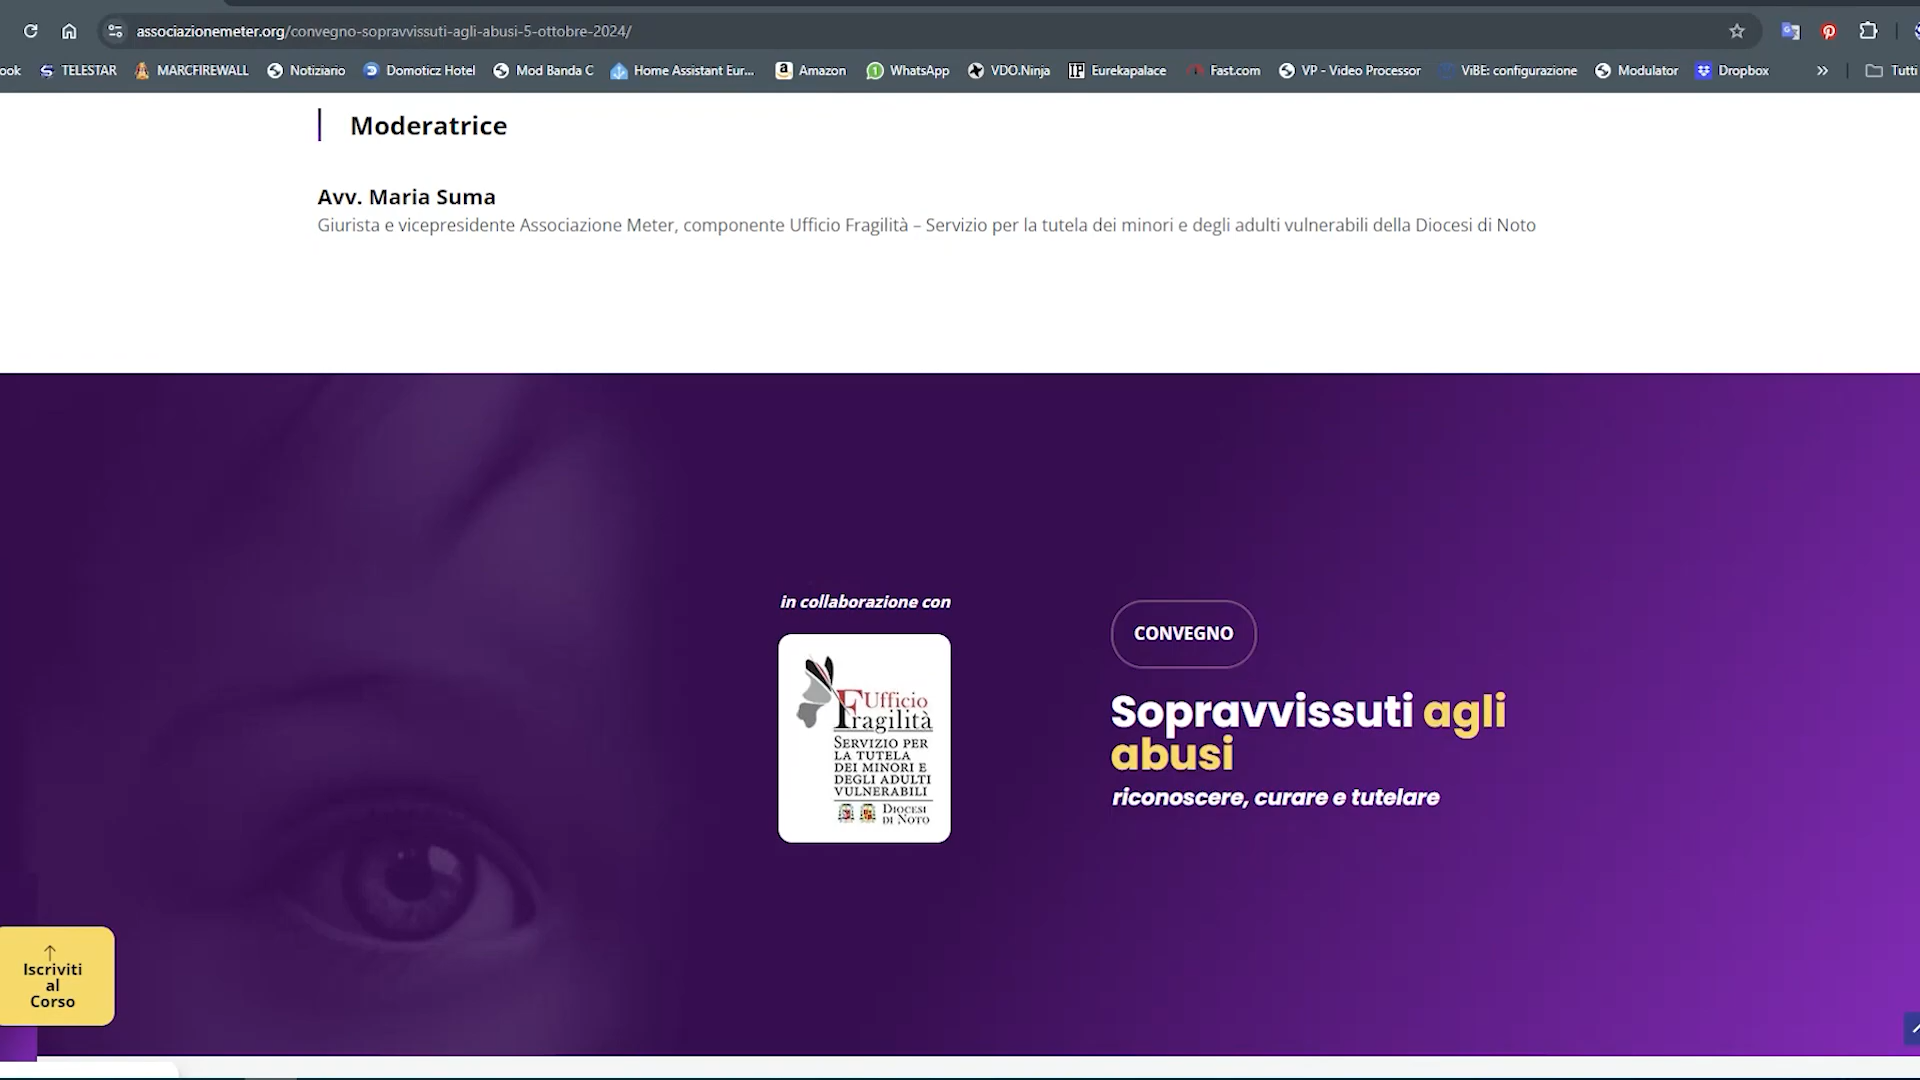 associazionemeter.org/convegno-sopravvissuti-agli-abusi-5-ottobre-2024/
ook TELESTAR MARCFIREWALL Notiziario Domoticz Hotel Mod Banda C Home Assistant Eur... Amazon WhatsApp VDO.Ninja Eurekapalace Fast.com VP - Video Processor ViBE: configurazione Modulator Dropbox » Tutti
Moderatrice
Avv. Maria Suma
Giurista e vicepresidente Associazione Meter, componente Ufficio Fragilità – Servizio per la tutela dei minori e degli adulti vulnerabili della Diocesi di Noto
in collaborazione con
Ufficio
Fragilità
SERVIZIO PER
LA TUTELA
DEI MINORI E
DEGLI ADULTI
VULNERABILI
DIOCESI
DI NOTO
CONVEGNO
Sopravvissuti agli
abusi
riconoscere, curare e tutelare
Iscriviti
al
Corso